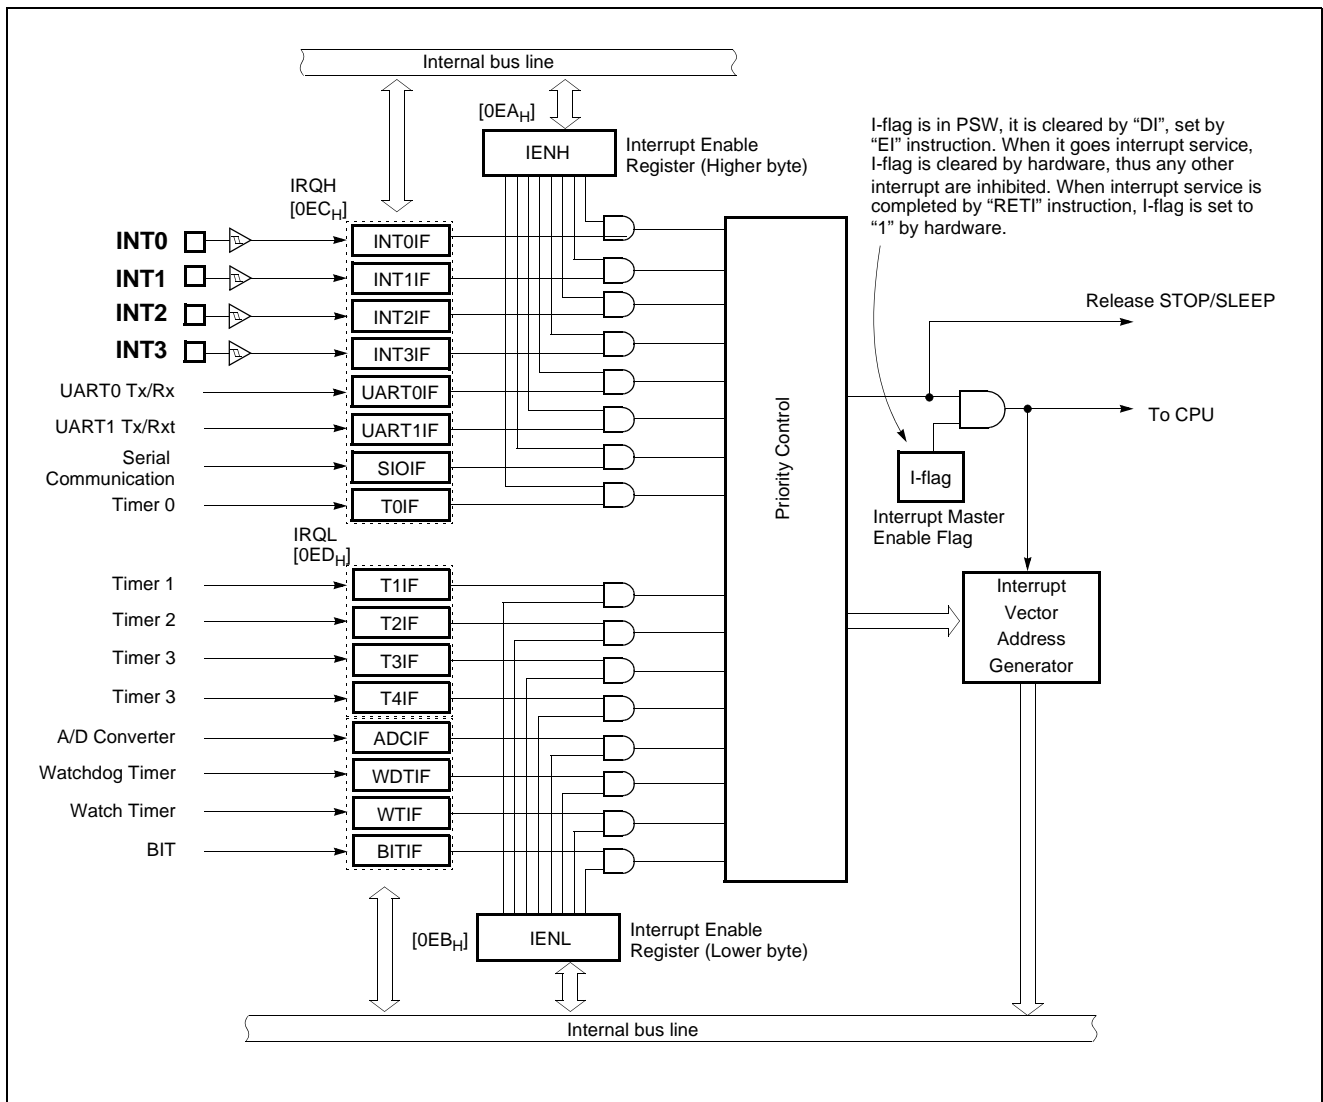 Internal bus line
[0EAH]
IENH
Interrupt Enable
Register (Higher byte)
I-flag is in PSW, it is cleared by “DI”, set by
“EI” instruction. When it goes interrupt service,
I-flag is cleared by hardware, thus any other
interrupt are inhibited. When interrupt service is
completed by “RETI” instruction, I-flag is set to
“1” by hardware.
IRQH
[0ECH]
INT0
INT0IF
INT1
INT1IF
INT2
INT2IF
INT3
INT3IF
UART0 Tx/Rx
UART0IF
UART1 Tx/Rxt
UART1IF
Serial
Communication
SIOIF
Timer 0
T0IF
IRQL
[0EDH]
Timer 1
T1IF
Timer 2
T2IF
Timer 3
T3IF
Timer 3
T4IF
A/D Converter
ADCIF
Watchdog Timer
WDTIF
Watch Timer
WTIF
BIT
BITIF
Priority Control
Release STOP/SLEEP
To CPU
I-flag
Interrupt Master
Enable Flag
Interrupt
Vector
Address
Generator
[0EBH]
IENL
Interrupt Enable
Register (Lower byte)
Internal bus line